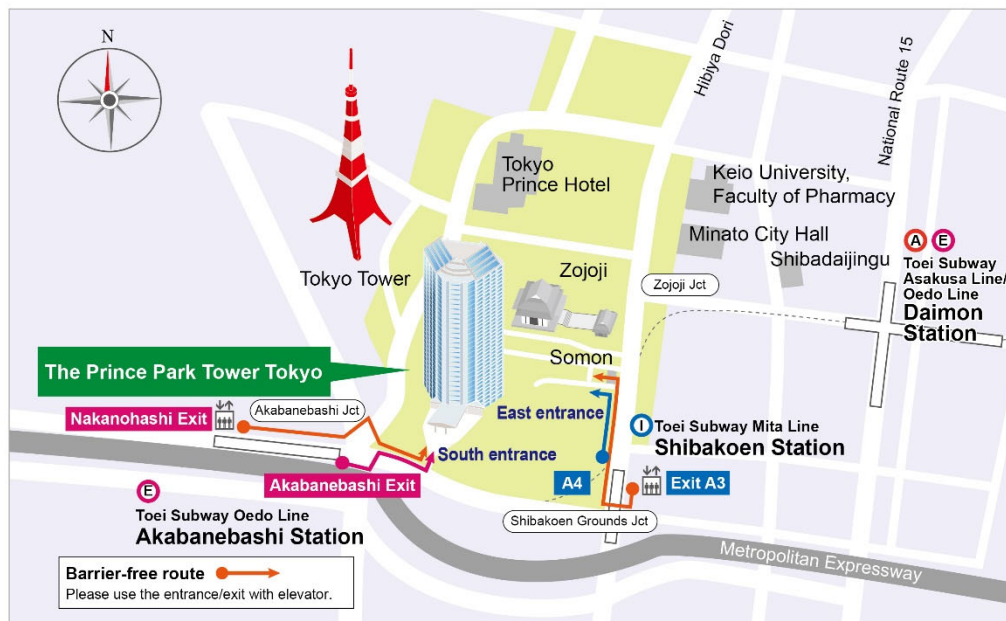 N
Hibiya Dori
National Route 15
Tokyo
Prince Hotel
Keio University,
Faculty of Pharmacy
Minato City Hall
Shibadaijingu
A E
Toei Subway
Asakusa Line/
Oedo Line
Daimon
Station
Tokyo Tower
Zojoji
Zojoji Jct
Somon
The Prince Park Tower Tokyo
Nakanohashi Exit
Akabanebashi Jct
East entrance
South entrance
I Toei Subway Mita Line
Shibakoen Station
Akabanebashi Exit
A4
Exit A3
E
Toei Subway Oedo Line
Akabanebashi Station
Shibakoen Grounds Jct
Metropolitan Expressway
Barrier-free route
Please use the entrance/exit with elevator.